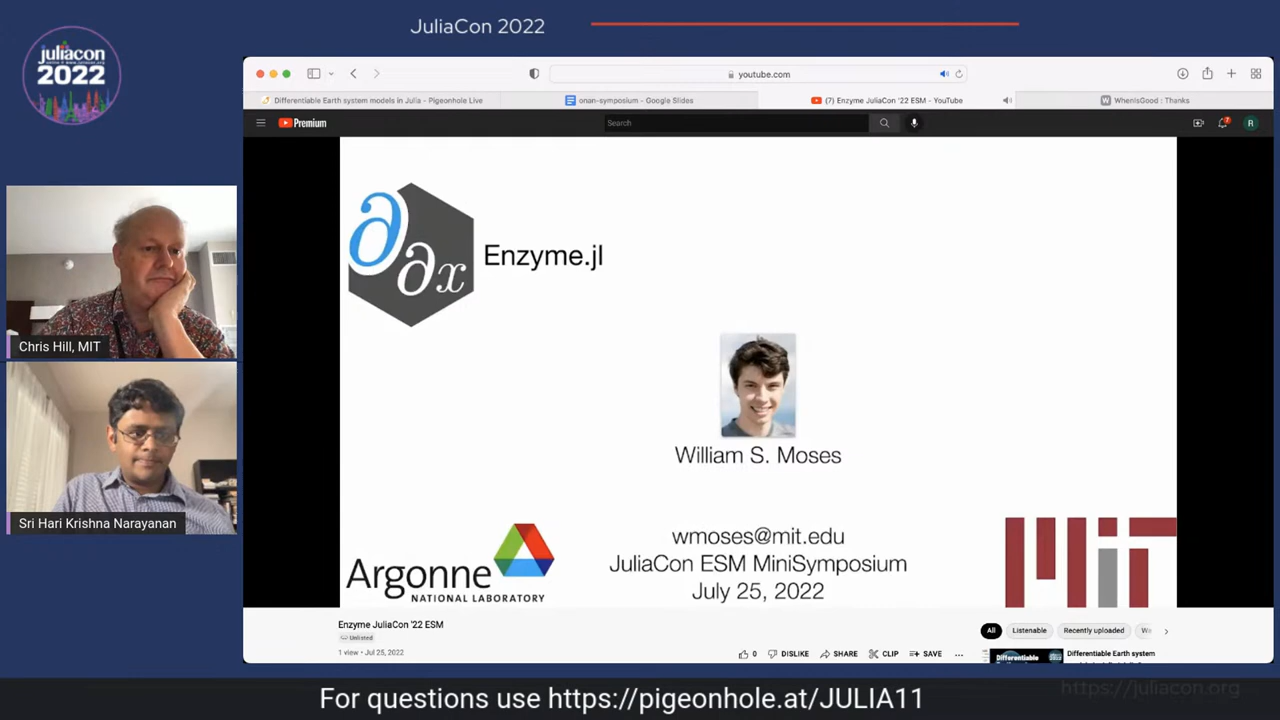 JuliaCon 2022
juliacon
2022
youtube.com
Differentiable Earth system models in Julia - Pigeonhole Live
onan-symposium - Google Slides
(7) Enzyme JuliaCon '22 ESM - YouTube
WhenIsGood : Thanks
Premium
Search
7
R
∂
∂x
Enzyme.jl
William S. Moses
wmoses@mit.edu
JuliaCon ESM MiniSymposium
July 25, 2022
Argonne
NATIONAL LABORATORY
MIT
Chris Hill, MIT
Sri Hari Krishna Narayanan
Enzyme JuliaCon '22 ESM
Unlisted
1 view • Jul 25, 2022
0
DISLIKE
SHARE
CLIP
SAVE
...
All
Listenable
Recently uploaded
Differentiable
Differentiable Earth system
For questions use https://pigeonhole.at/JULIA11
https://juliacon.org